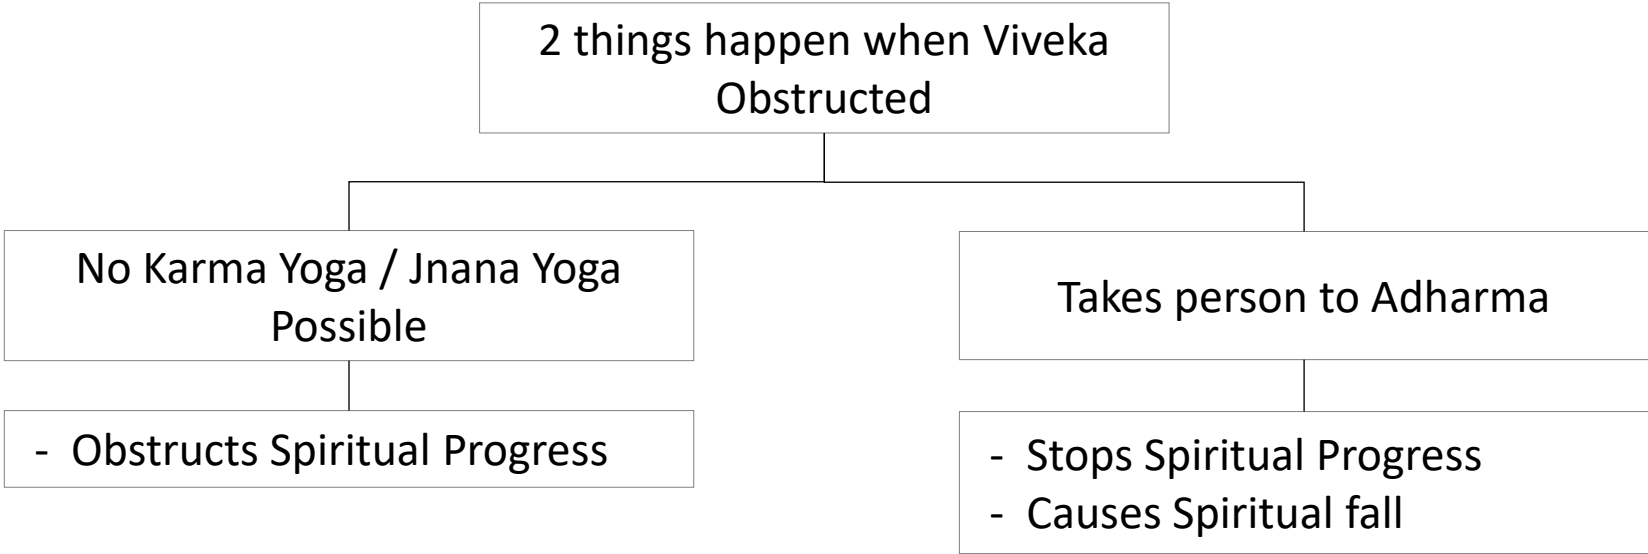 2 things happen when Viveka
Obstructed
No Karma Yoga / Jnana Yoga
Possible
Takes person to Adharma
- Obstructs Spiritual Progress
- Stops Spiritual Progress
- Causes Spiritual fall